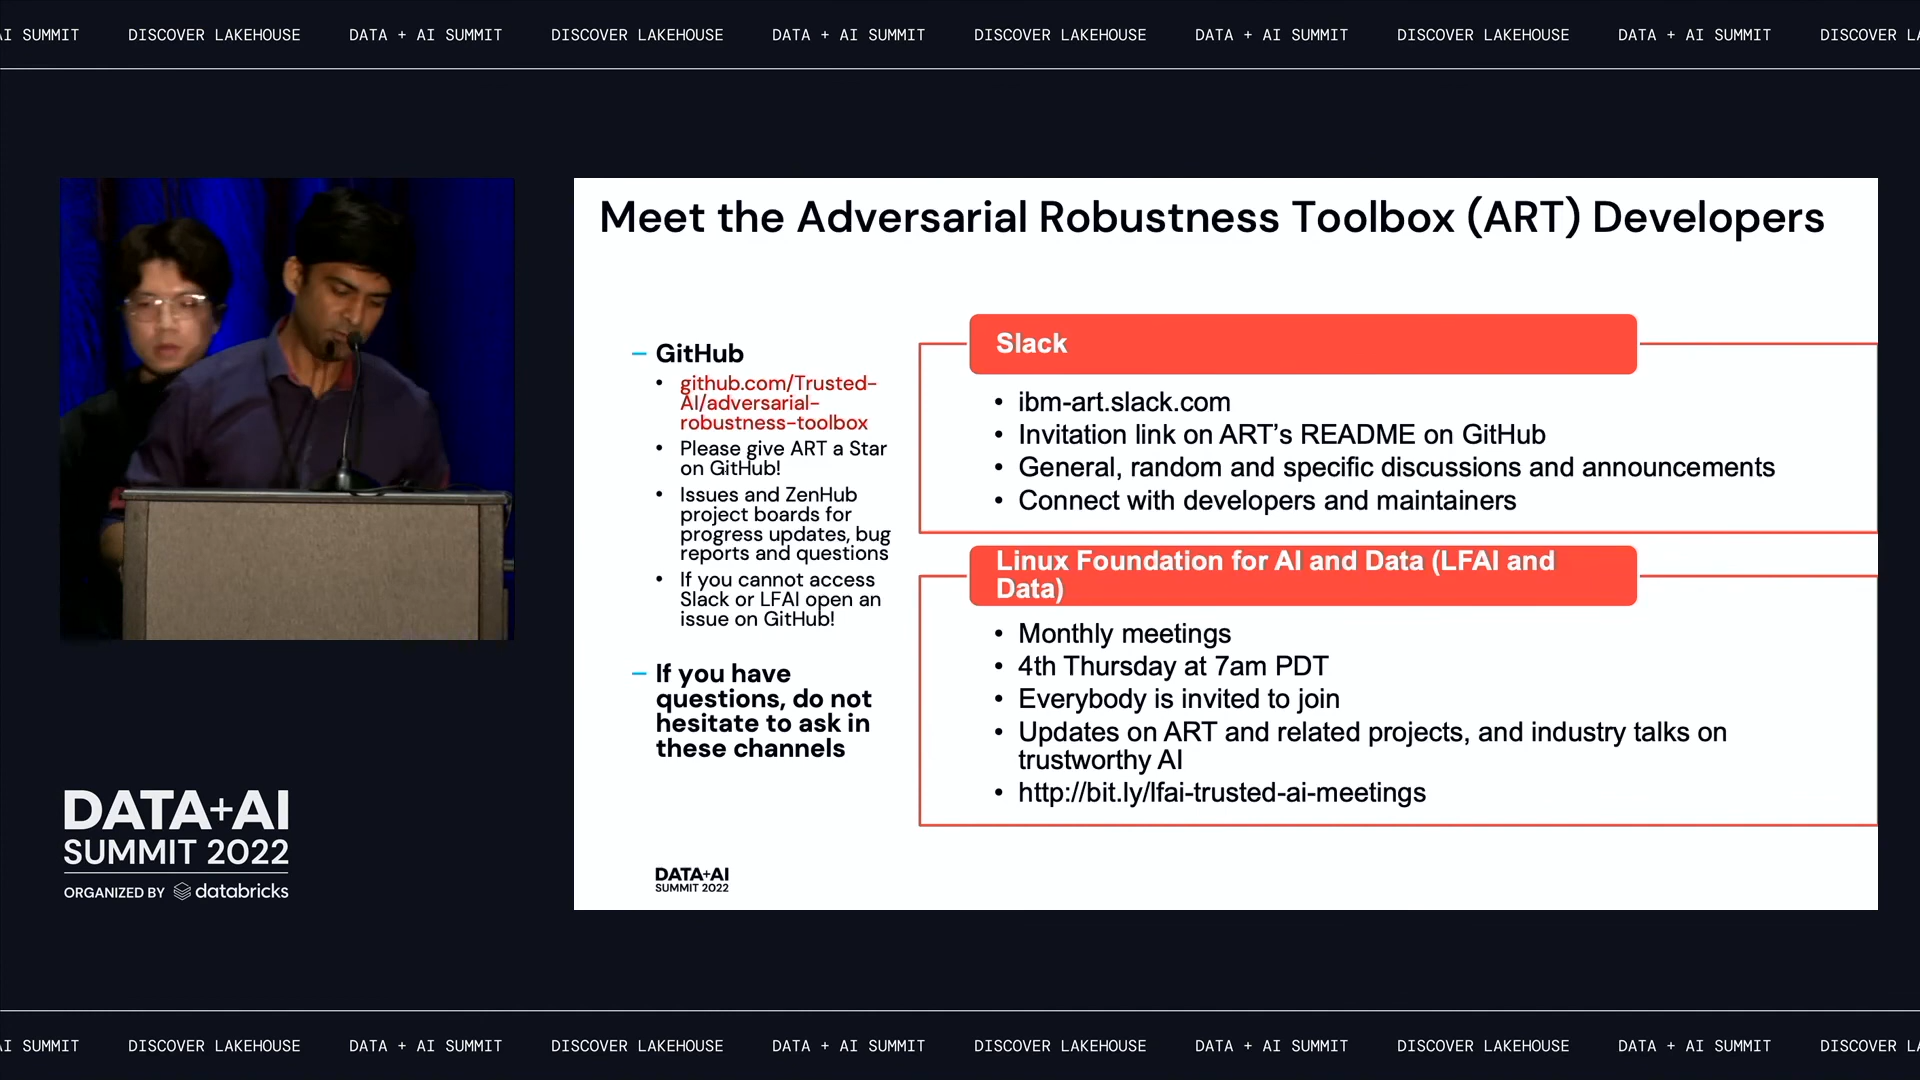 AI SUMMIT DISCOVER LAKEHOUSE DATA + AI SUMMIT DISCOVER LAKEHOUSE DATA + AI SUMMIT DISCOVER LAKEHOUSE DATA + AI SUMMIT DISCOVER LAKEHOUSE DATA + AI SUMMIT DISCOVER LA
Meet the Adversarial Robustness Toolbox (ART) Developers
– GitHub
• github.com/Trusted-
AI/adversarial-
robustness-toolbox
• Please give ART a Star
on GitHub!
• Issues and ZenHub
project boards for
progress updates, bug
reports and questions
• If you cannot access
Slack or LFAI open an
issue on GitHub!
– If you have
questions, do not
hesitate to ask in
these channels
Slack
• ibm-art.slack.com
• Invitation link on ART’s README on GitHub
• General, random and specific discussions and announcements
• Connect with developers and maintainers
Linux Foundation for AI and Data (LFAI and
Data)
• Monthly meetings
• 4th Thursday at 7am PDT
• Everybody is invited to join
• Updates on ART and related projects, and industry talks on
trustworthy AI
• http://bit.ly/lfai-trusted-ai-meetings
DATA+AI
SUMMIT 2022
DATA+AI
SUMMIT 2022
ORGANIZED BY databricks
AI SUMMIT DISCOVER LAKEHOUSE DATA + AI SUMMIT DISCOVER LAKEHOUSE DATA + AI SUMMIT DISCOVER LAKEHOUSE DATA + AI SUMMIT DISCOVER LAKEHOUSE DATA + AI SUMMIT DISCOVER LA